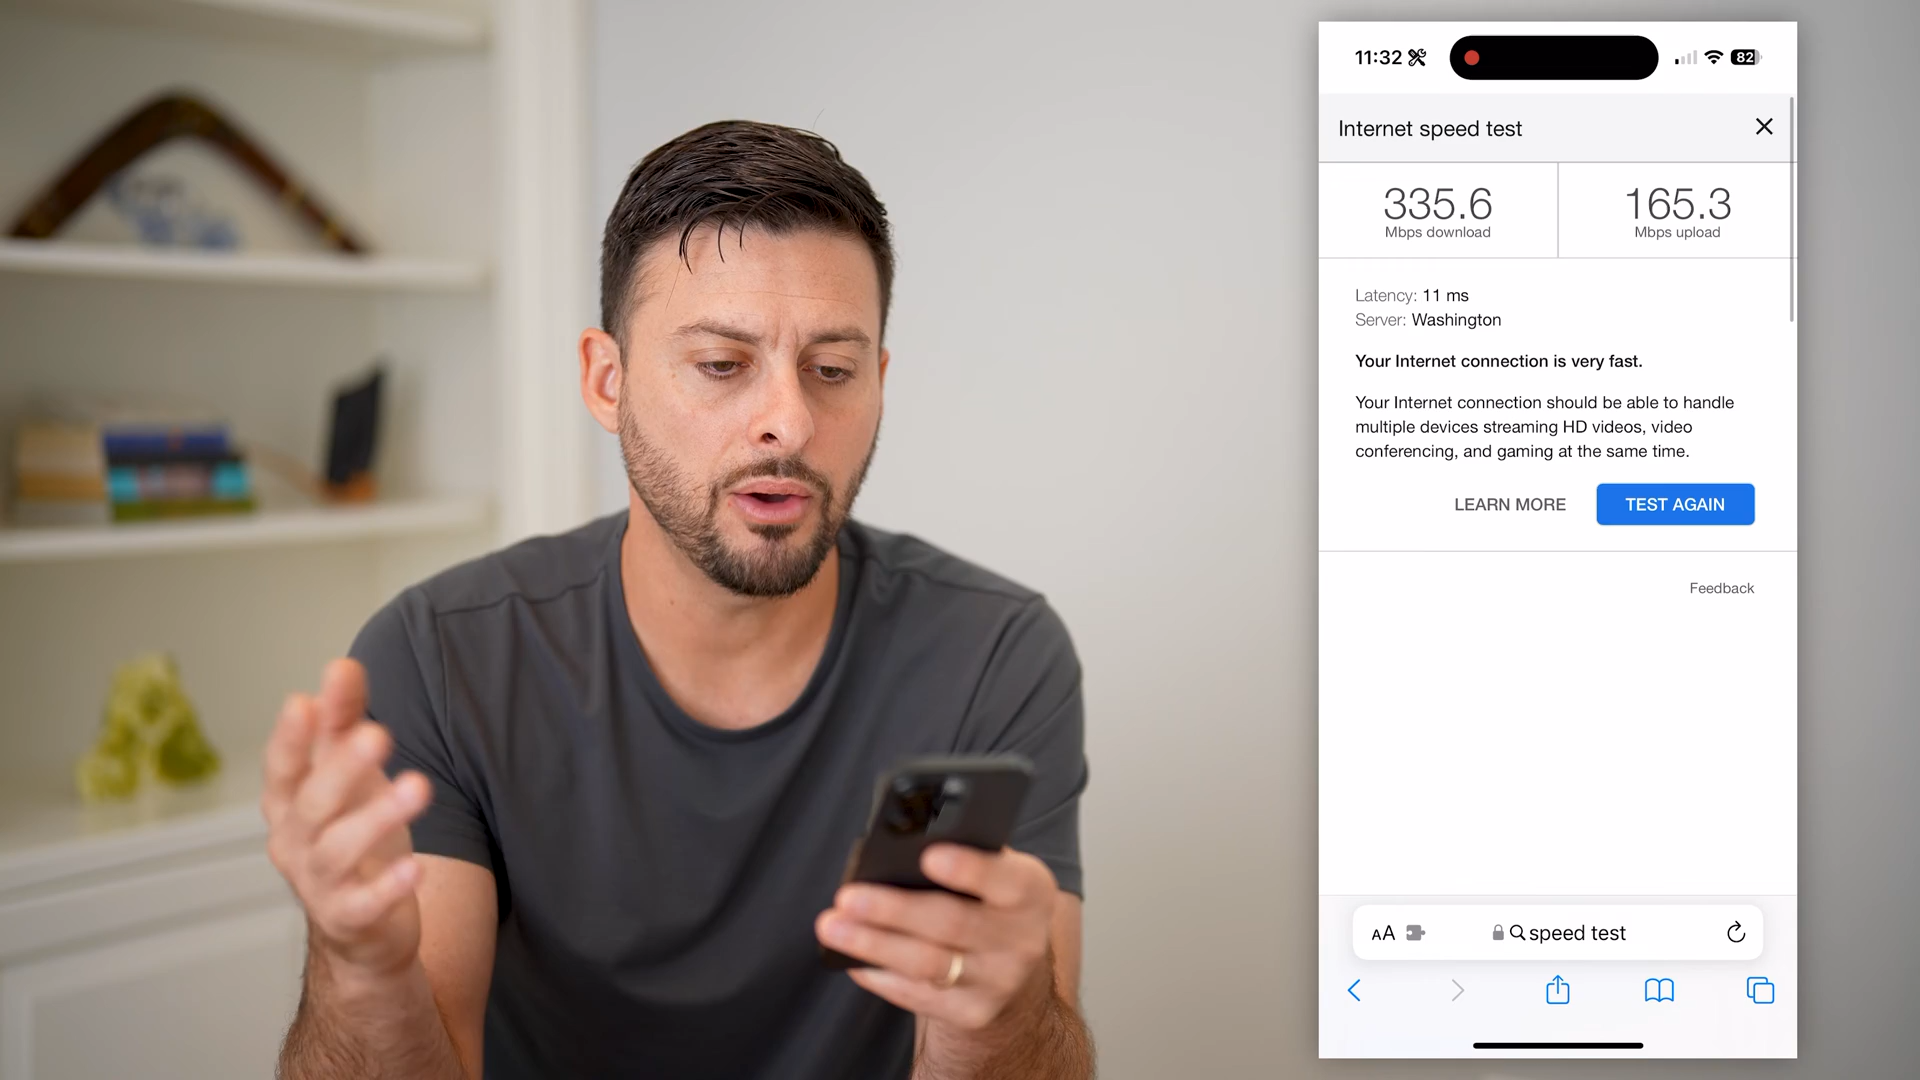 11:32
82
Internet speed test
335.6
Mbps download
165.3
Mbps upload
Latency: 11 ms
Server: Washington
Your Internet connection is very fast.
Your Internet connection should be able to handle
multiple devices streaming HD videos, video
conferencing, and gaming at the same time.
LEARN MORE
TEST AGAIN
Feedback
AA
speed test